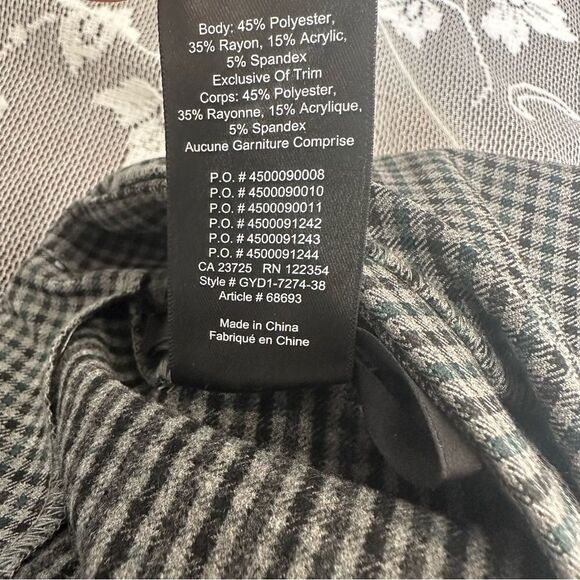 Body: 45% Polyester,
35% Rayon, 15% Acrylic,
5% Spandex
Exclusive Of Trim
Corps: 45% Polyester,
35% Rayonne, 15% Acrylique,
5% Spandex
Aucune Garniture Comprise
P.O. # 4500090008
P.O. # 4500090010
P.O. # 4500090011
P.O. # 4500091242
P.O. # 4500091243
P.O. # 4500091244
CA 23725 RN 122354
Style # GYD1-7274-38
Article # 68693
Made in China
Fabriqué en Chine